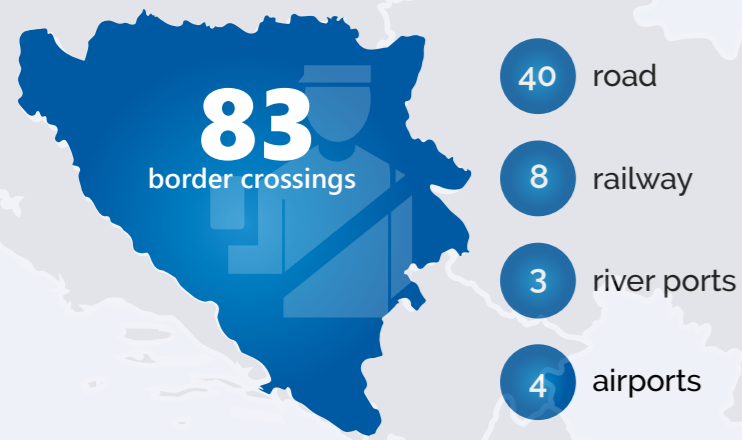 83
border crossings
40 road
8 railway
3 river ports
4 airports